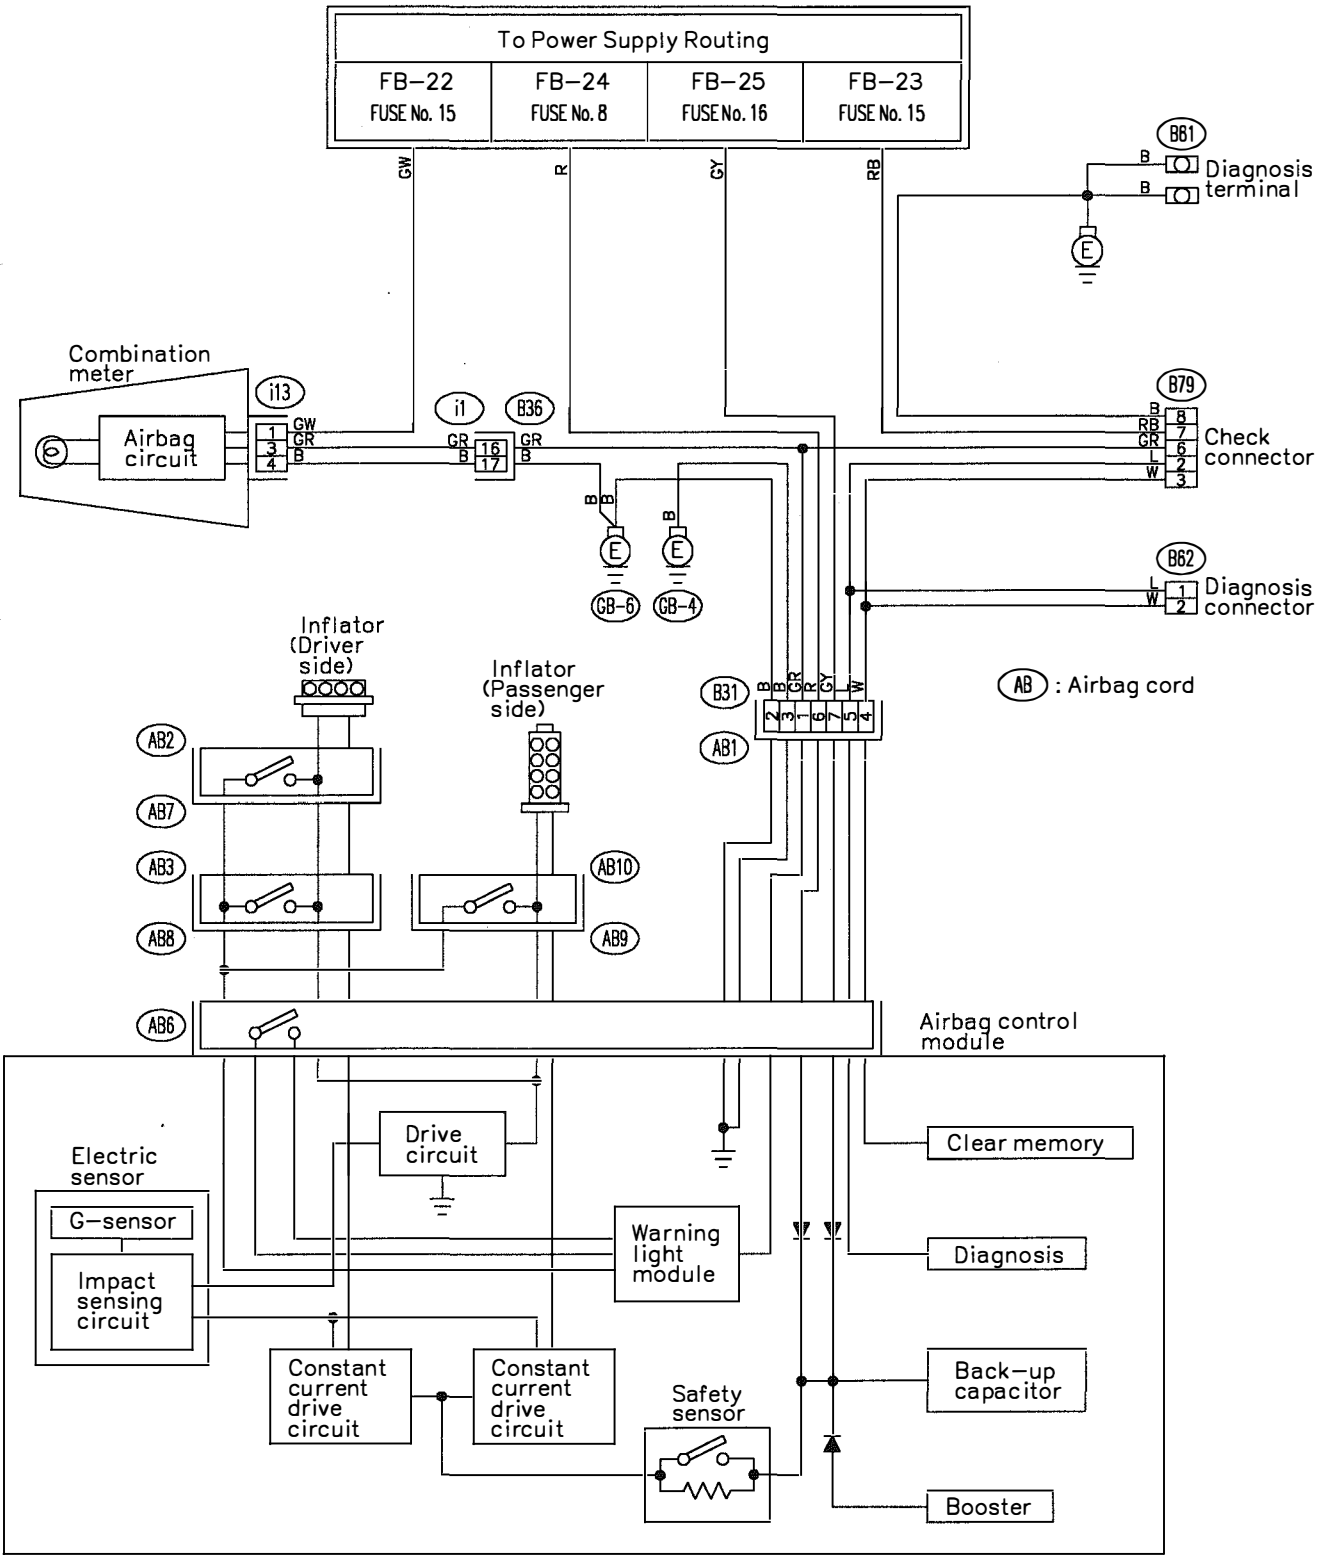 To Power Supply Routing
FB-22
FUSE No. 15
FB-24
FUSE No. 8
FB-25
FUSE No. 16
FB-23
FUSE No. 15
GW
R
GY
RB
B81
B
B
Diagnosis
terminal
E
Combination
meter
i13
Airbag
circuit
1
3
4
GW
GR
B
i1
B36
GR
B
16
17
GR
B
B79
B
RB
GR
L
W
8
7
6
2
3
Check
connector
B
B
B
E
E
GB-6
GB-4
B62
L
W
1
2
Diagnosis
connector
Inflator
(Driver
side)
Inflator
(Passenger
side)
B31
B
B
GR
R
GY
L
W
2
3
1
6
7
5
4
AB1
AB : Airbag cord
AB2
AB7
AB3
AB8
AB10
AB9
AB6
Airbag control
module
Drive
circuit
Clear memory
Electric
sensor
G-sensor
Impact
sensing
circuit
Warning
light
module
Diagnosis
Constant
current
drive
circuit
Constant
current
drive
circuit
Safety
sensor
Back-up
capacitor
Booster